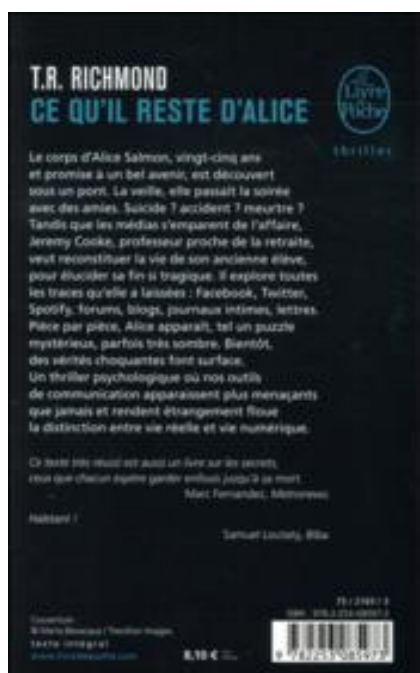 T.R. RICHMOND
CE QU'IL RESTE D'ALICE
Le Livre de Poche
thriller
Le corps d'Alice Salmon, vingt-cinq ans
et promise à un bel avenir, est découvert
sous un pont. La veille, elle passait la soirée
avec des amies. Suicide ? accident ? meurtre ?
Tandis que les médias s'emparent de l'affaire,
Jeremy Cooke, professeur proche de la retraite,
veut reconstituer la vie de son ancienne élève,
pour élucider sa fin si tragique. Il explore toutes
les traces qu'elle a laissées : Facebook, Twitter,
Spotify, forums, blogs, journaux intimes, lettres.
Pièce par pièce, Alice apparaît, tel un puzzle
mystérieux, parfois très sombre. Bientôt,
des vérités choquantes font surface.
Un thriller psychologique où nos outils
de communication apparaissent plus menaçants
que jamais et rendent étrangement floue
la distinction entre vie réelle et vie numérique.
Ce texte très réussi est aussi un livre sur les secrets,
ceux que chacun espère garder enfouis jusqu'à sa mort.
Marc Fernandez, Metronews
Haletant !
Samuel Loutaty, Biba
Couverture :
texte intégral
www.livredepoche.com
8,10 €
9 782253 085973